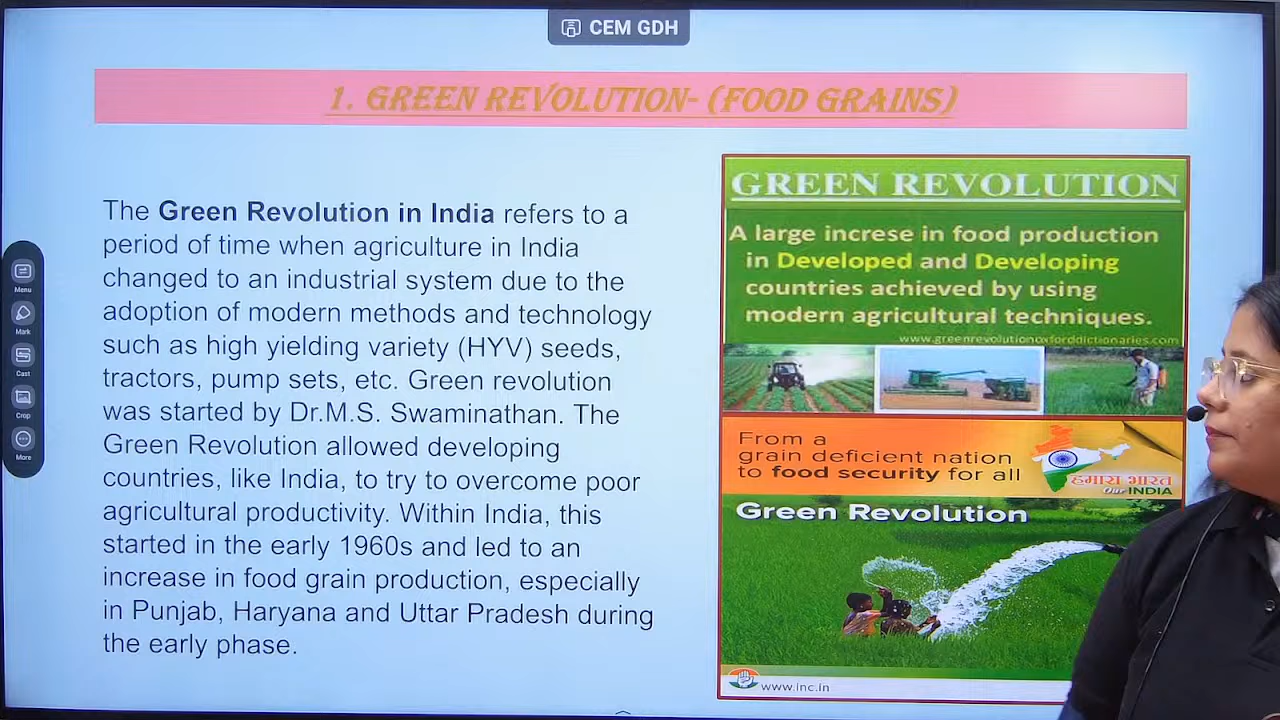 CEM GDH
1. GREEN REVOLUTION- (FOOD GRAINS)
The Green Revolution in India refers to a
period of time when agriculture in India
changed to an industrial system due to the
adoption of modern methods and technology
such as high yielding variety (HYV) seeds,
tractors, pump sets, etc. Green revolution
was started by Dr.M.S. Swaminathan. The
Green Revolution allowed developing
countries, like India, to try to overcome poor
agricultural productivity. Within India, this
started in the early 1960s and led to an
increase in food grain production, especially
in Punjab, Haryana and Uttar Pradesh during
the early phase.
GREEN REVOLUTION
A large increse in food production
in Developed and Developing
countries achieved by using
modern agricultural techniques.
www.greenrevolutionoxforddictionaries.com
From a
grain deficient nation
to food security for all
हमारा भारत
Our INDIA
Green Revolution
www.inc.in
Menu
Mark
Cast
Crop
More